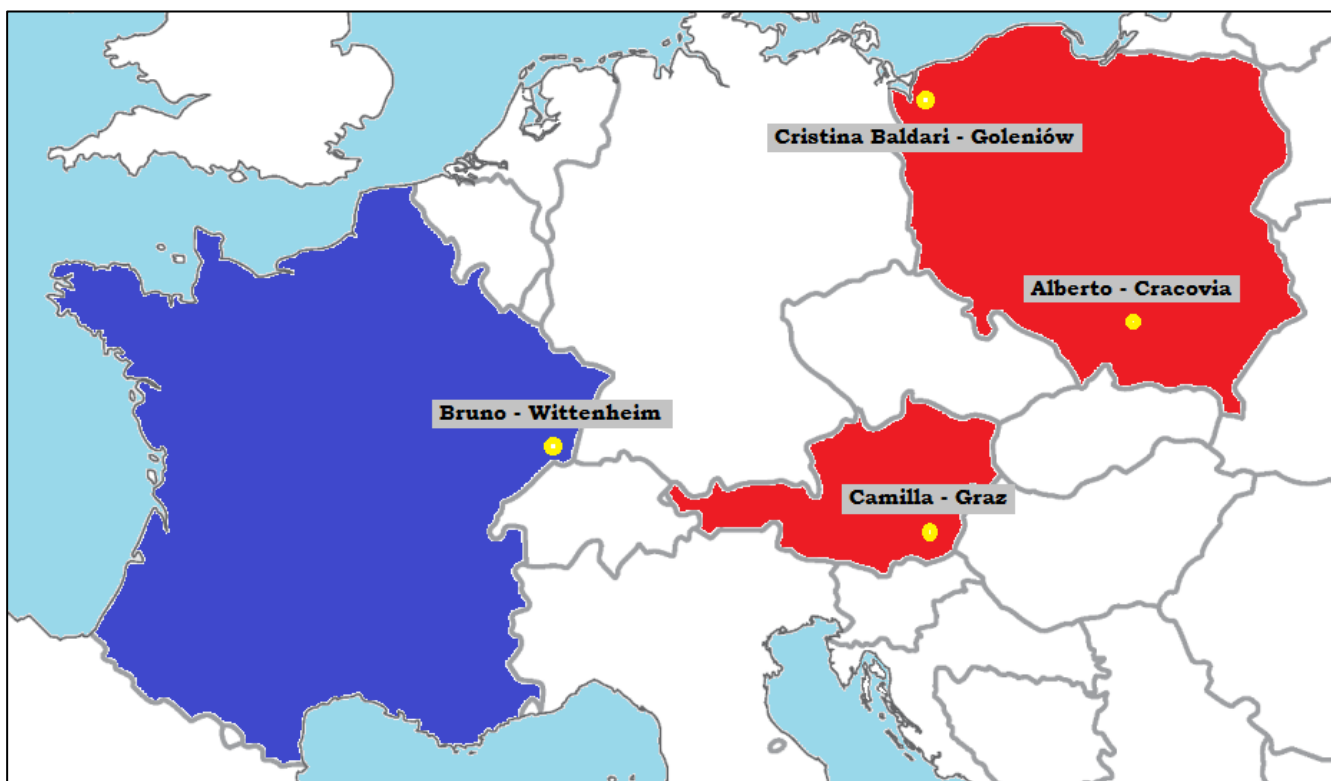 Cristina Baldari - Goleniów
Alberto - Cracovia
Bruno - Wittenheim
Camilla - Graz